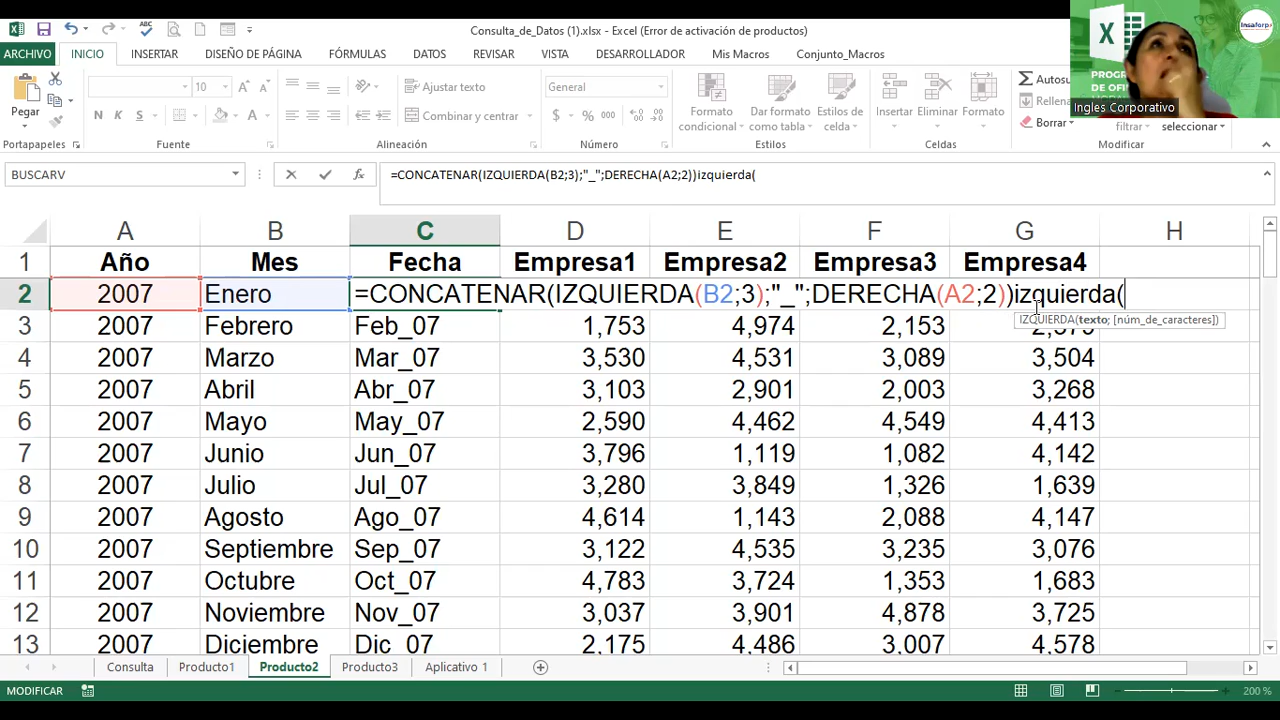 Consulta_de_Datos (1).xlsx - Excel (Error de activación de productos)
Insaforp
ARCHIVO INICIO INSERTAR DISEÑO DE PÁGINA FÓRMULAS DATOS REVISAR VISTA DESARROLLADOR Mis Macros Conjunto_Macros
PROGR
DE OFI
Ingles Corporativo
Pegar
10
Ajustar texto
General
Autosu
Rellena
N K S
Combinar y centrar
$ % 000
Formato condicional
Dar formato como tabla
Estilos de celda
Insertar Eliminar Formato
Borrar
filtrar
seleccionar
Portapapeles Fuente Alineación Número Estilos Celdas Modificar
BUSCARV
=CONCATENAR(IZQUIERDA(B2;3);"_";DERECHA(A2;2))izquierda(
A B C D E F G H
1 Año Mes Fecha Empresa1 Empresa2 Empresa3 Empresa4
2 2007 Enero =CONCATENAR(IZQUIERDA(B2;3);"_";DERECHA(A2;2))izquierda(
IZQUIERDA(texto; [núm_de_caracteres])
3 2007 Febrero Feb_07 1,753 4,974 2,153
4 2007 Marzo Mar_07 3,530 4,531 3,089 3,504
5 2007 Abril Abr_07 3,103 2,901 2,003 3,268
6 2007 Mayo May_07 2,590 4,462 4,549 4,413
7 2007 Junio Jun_07 3,796 1,119 1,082 4,142
8 2007 Julio Jul_07 3,280 3,849 1,326 1,639
9 2007 Agosto Ago_07 4,614 1,143 2,088 4,147
10 2007 Septiembre Sep_07 3,122 4,535 3,235 3,076
11 2007 Octubre Oct_07 4,783 3,724 1,353 1,683
12 2007 Noviembre Nov_07 3,037 3,901 4,878 3,725
13 2007 Diciembre Dic_07 2,175 4,486 3,007 4,578
Consulta Producto1 Producto2 Producto3 Aplicativo 1
MODIFICAR
200 %